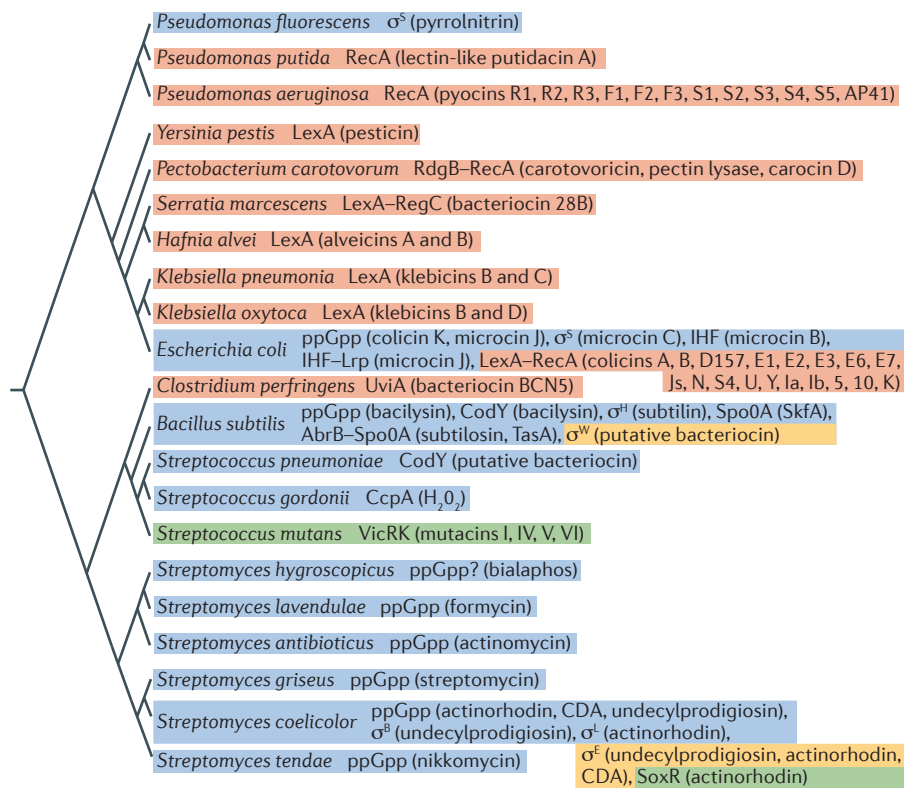 Pseudomonas fluorescens σS (pyrrolnitrin)
Pseudomonas putida RecA (lectin-like putidacin A)
Pseudomonas aeruginosa RecA (pyocins R1, R2, R3, F1, F2, F3, S1, S2, S3, S4, S5, AP41)
Yersinia pestis LexA (pesticin)
Pectobacterium carotovorum RdgB–RecA (carotovoricin, pectin lysase, carocin D)
Serratia marcescens LexA–RegC (bacteriocin 28B)
Hafnia alvei LexA (alveicins A and B)
Klebsiella pneumonia LexA (klebicins B and C)
Klebsiella oxytoca LexA (klebicins B and D)
Escherichia coli ppGpp (colicin K, microcin J), σS (microcin C), IHF (microcin B),
IHF–Lrp (microcin J), LexA–RecA (colicins A, B, D157, E1, E2, E3, E6, E7,
Js, N, S4, U, Y, Ia, Ib, 5, 10, K)
Clostridium perfringens UviA (bacteriocin BCN5)
Bacillus subtilis ppGpp (bacilysin), CodY (bacilysin), σH (subtilin), Spo0A (SkfA),
AbrB–Spo0A (subtilosin, TasA), σW (putative bacteriocin)
Streptococcus pneumoniae CodY (putative bacteriocin)
Streptococcus gordonii CcpA (H202)
Streptococcus mutans VicRK (mutacins I, IV, V, VI)
Streptomyces hygroscopicus ppGpp? (bialaphos)
Streptomyces lavendulae ppGpp (formycin)
Streptomyces antibioticus ppGpp (actinomycin)
Streptomyces griseus ppGpp (streptomycin)
Streptomyces coelicolor ppGpp (actinorhodin, CDA, undecylprodigiosin),
σB (undecylprodigiosin), σL (actinorhodin),
σE (undecylprodigiosin, actinorhodin,
CDA), SoxR (actinorhodin)
Streptomyces tendae ppGpp (nikkomycin)